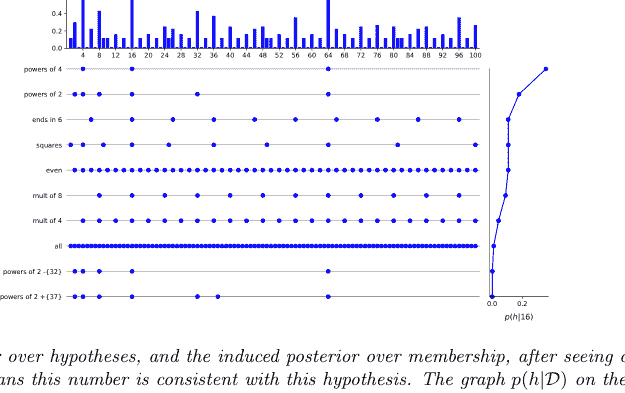 0.4
0.2
0.0
4 8 12 16 20 24 28 32 36 40 44 48 52 56 60 64 68 72 76 80 84 88 92 96 100
powers of 4
powers of 2
ends in 6
squares
even
mult of 8
mult of 4
all
powers of 2 -{32}
powers of 2 +{37}
0.0 0.2
p(h|16)
over hypotheses, and the induced posterior over membership, after seeing
this number is consistent with this hypothesis. The graph p(h|D) on the